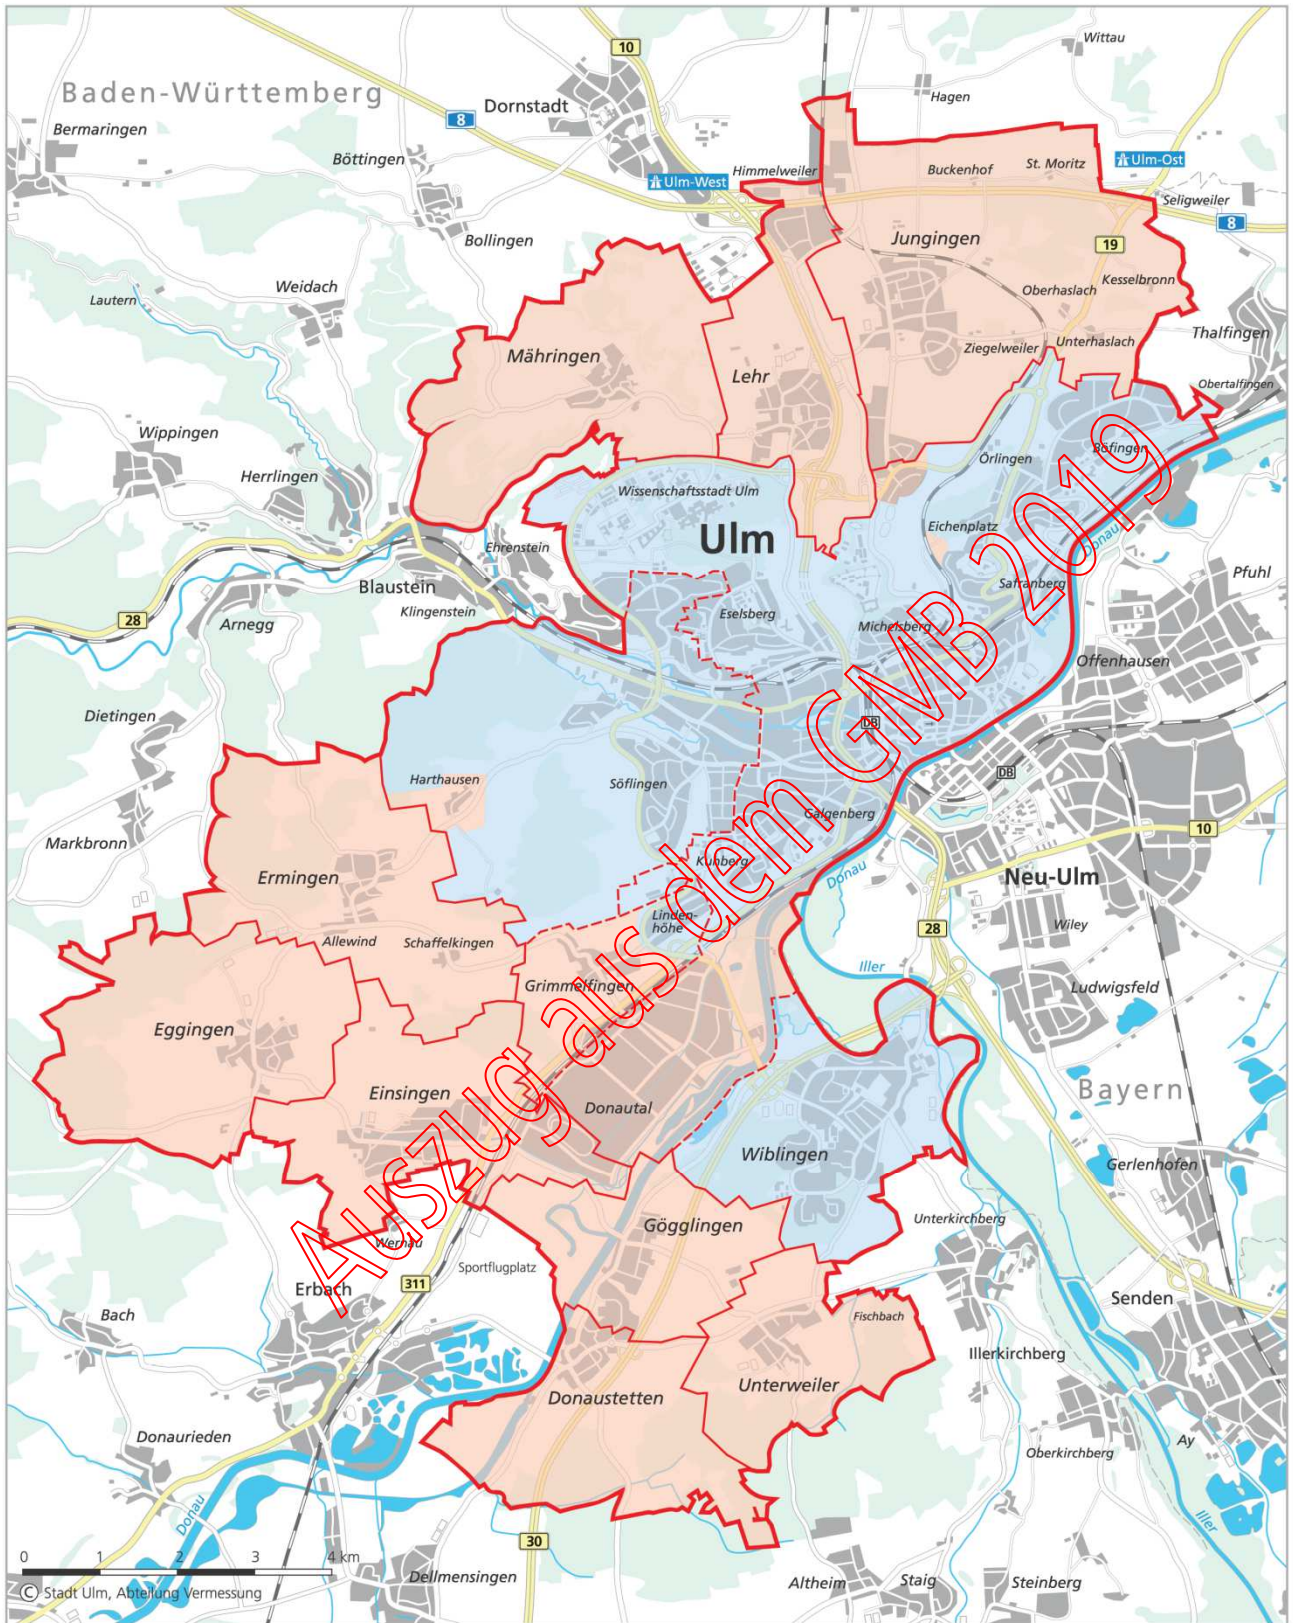 Wittau
10
Baden-Württemberg
Hagen
Dornstadt
8
Bermaringen
Böttingen
Buckenhof
St. Moritz
Ulm-Ost
Himmelweiler
Ulm-West
Seligweiler
8
Bollingen
Jungingen
19
Weidach
Lautern
Kesselbronn
Oberhaslach
Thalfingen
Mähringen
Lehr
Ziegelweiler
Unterhaslach
Obertalfingen
Wippingen
Herrlingen
Böfingen
Örlingen
Wissenschaftsstadt Ulm
Ulm
Eichenplatz
Donau
Ehrenstein
Blaustein
Safranberg
Pfuhl
Klingenstein
Eselsberg
28
Arnegg
Michelsberg
Offenhausen
Dietingen
DB
DB
Harthausen
Söflingen
Galgenberg
10
Markbronn
Kuhberg
Donau
Neu-Ulm
Ermingen
Linden-
höhe
Wiley
28
Allewind
Schaffelkingen
Iller
Grimmelfingen
Ludwigsfeld
Eggingen
Einsingen
Bayern
Donautal
Wiblingen
Gerlenhofen
Gögglingen
Unterkirchberg
Wernau
Sportflugplatz
311
Erbach
Senden
Bach
Fischbach
Illerkirchberg
Donaustetten
Unterweiler
Donaurieden
Oberkirchberg
Ay
Donau
Iller
30
0 1 2 3 4 km
Dellmensingen
Altheim
Staig
Steinberg
© Stadt Ulm, Abteilung Vermessung
Auszug aus dem GMB 2019